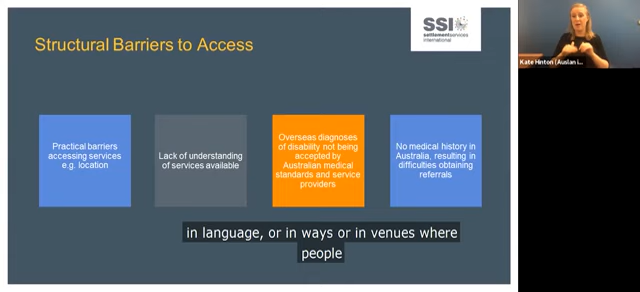 Structural Barriers to Access
SSI
settlement services
international
Practical barriers
accessing services
e.g. location
Lack of understanding
of services available
Overseas diagnoses
of disability not being
accepted by
Australian medical
standards and service
providers
No medical history in
Australia, resulting in
difficulties obtaining
referrals
in language, or in ways or in venues where
people
Kate Hinton (Auslan i...